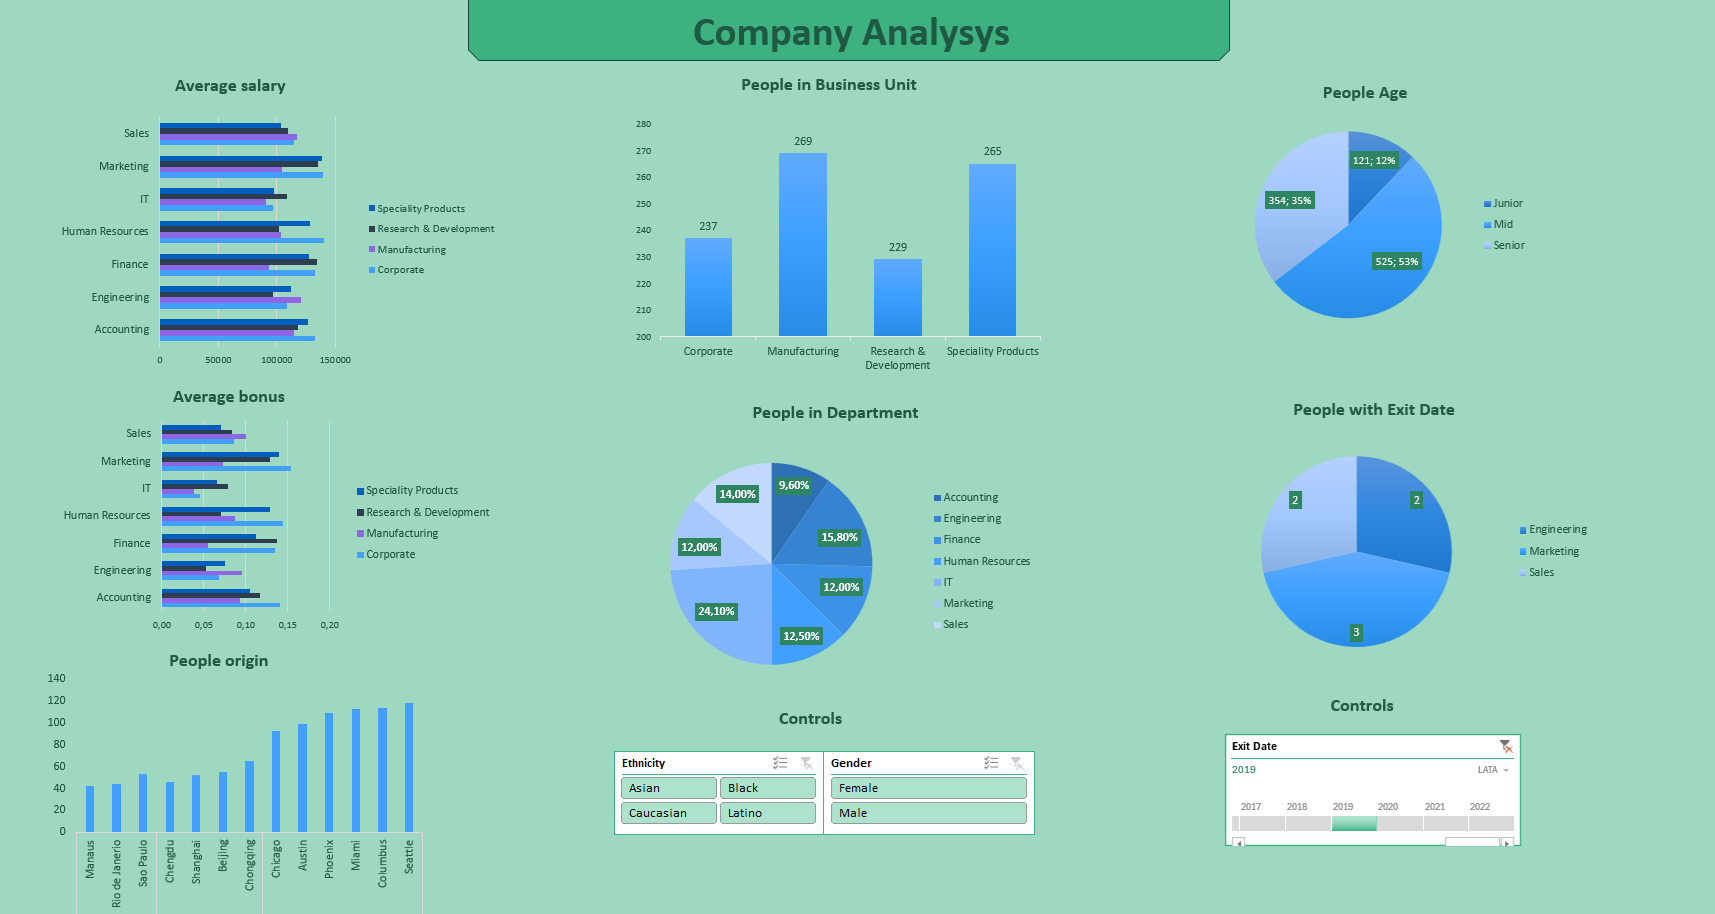 Company Analysys
Average salary
Sales
Marketing
IT
Human Resources
Finance
Engineering
Accounting
0 50000 100000 150000
Speciality Products
Research & Development
Manufacturing
Corporate
Average bonus
Sales
Marketing
IT
Human Resources
Finance
Engineering
Accounting
0,00 0,05 0,10 0,15 0,20
Speciality Products
Research & Development
Manufacturing
Corporate
People origin
140
120
100
80
60
40
20
0
Manaus
Rio de Janerio
Sao Paulo
Chengdu
Shanghai
Beijing
Chongqing
Chicago
Austin
Phoenix
Miami
Columbus
Seattle
People in Business Unit
280
270
260
250
240
230
220
210
200
237
269
229
265
Corporate
Manufacturing
Research &
Development
Speciality Products
People in Department
9,60%
15,80%
12,00%
12,50%
24,10%
12,00%
14,00%
Accounting
Engineering
Finance
Human Resources
IT
Marketing
Sales
Controls
Ethnicity
Asian Black
Caucasian Latino
Gender
Female
Male
People Age
121; 12%
354; 35%
525; 53%
Junior
Mid
Senior
People with Exit Date
2
2
3
Engineering
Marketing
Sales
Controls
Exit Date
2019 LATA
2017 2018 2019 2020 2021 2022